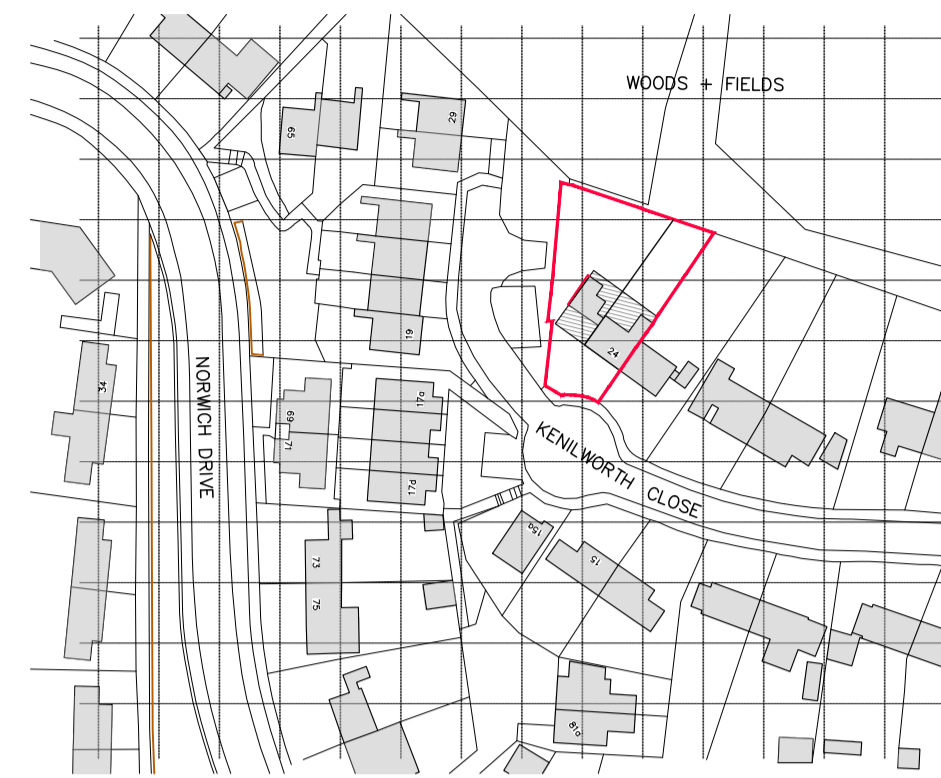 WOODS + FIELDS
65
29
19
24
34
NORWICH DRIVE
69
71
17a
17d
KENILWORTH CLOSE
15a
15
73
75
81a